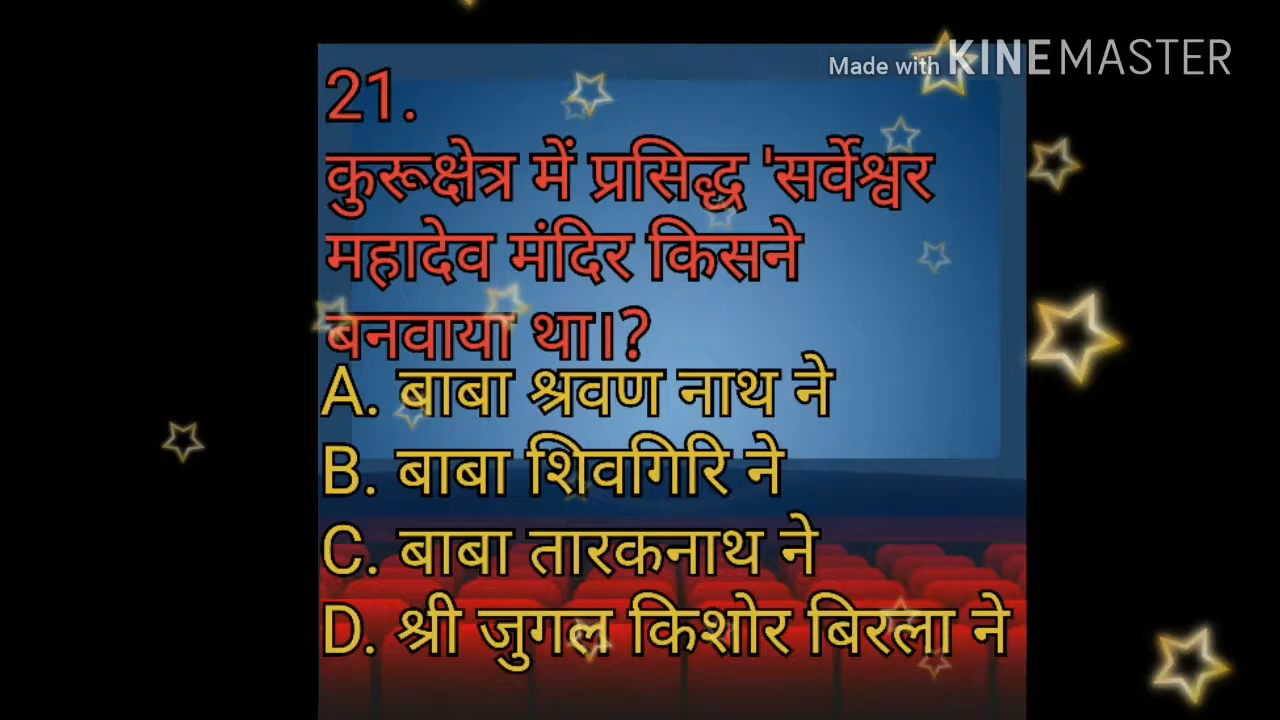 Made with KINEMASTER
21.
कुरूक्षेत्र में प्रसिद्ध 'सर्वेश्वर
महादेव मंदिर किसने
बनवाया था।?
A. बाबा श्रवण नाथ ने
B. बाबा शिवगिरि ने
C. बाबा तारकनाथ ने
D. श्री जुगल किशोर बिरला ने